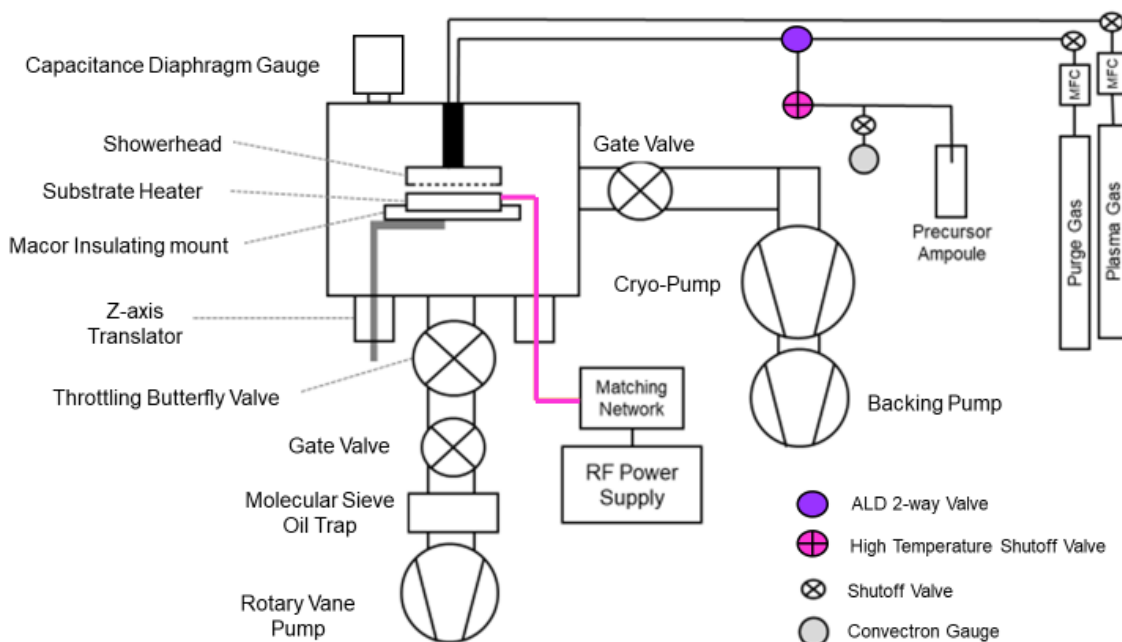 Capacitance Diaphragm Gauge
Showerhead
Substrate Heater
Macor Insulating mount
Z-axis
Translator
Throttling Butterfly Valve
Gate Valve
Molecular Sieve
Oil Trap
Rotary Vane
Pump
Gate Valve
Cryo-Pump
Backing Pump
Matching
Network
RF Power
Supply
Precursor
Ampoule
MFC
MFC
Purge Gas
Plasma Gas
ALD 2-way Valve
High Temperature Shutoff Valve
Shutoff Valve
Convectron Gauge